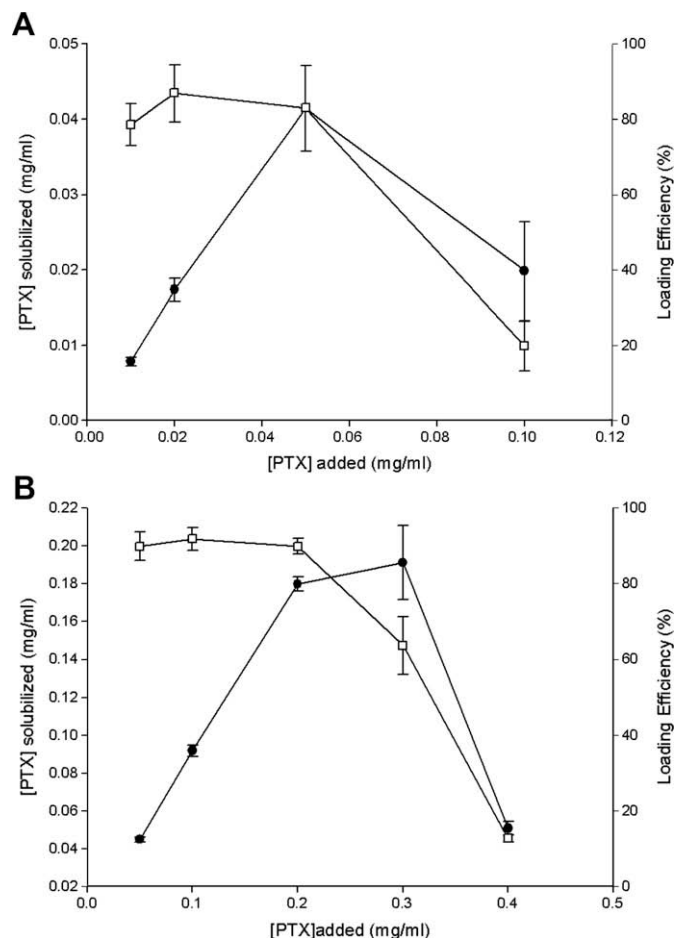 A
0.05
0.04
0.03
0.02
0.01
0.00
[PTX] solubilized (mg/ml)
100
80
60
40
20
0
Loading Efficiency (%)
0.00 0.02 0.04 0.06 0.08 0.10 0.12
[PTX] added (mg/ml)
B
0.22
0.20
0.18
0.16
0.14
0.12
0.10
0.08
0.06
0.04
0.02
[PTX] solubilized (mg/ml)
100
80
60
40
20
0
Loading Efficiency (%)
0.0 0.1 0.2 0.3 0.4 0.5
[PTX]added (mg/ml)